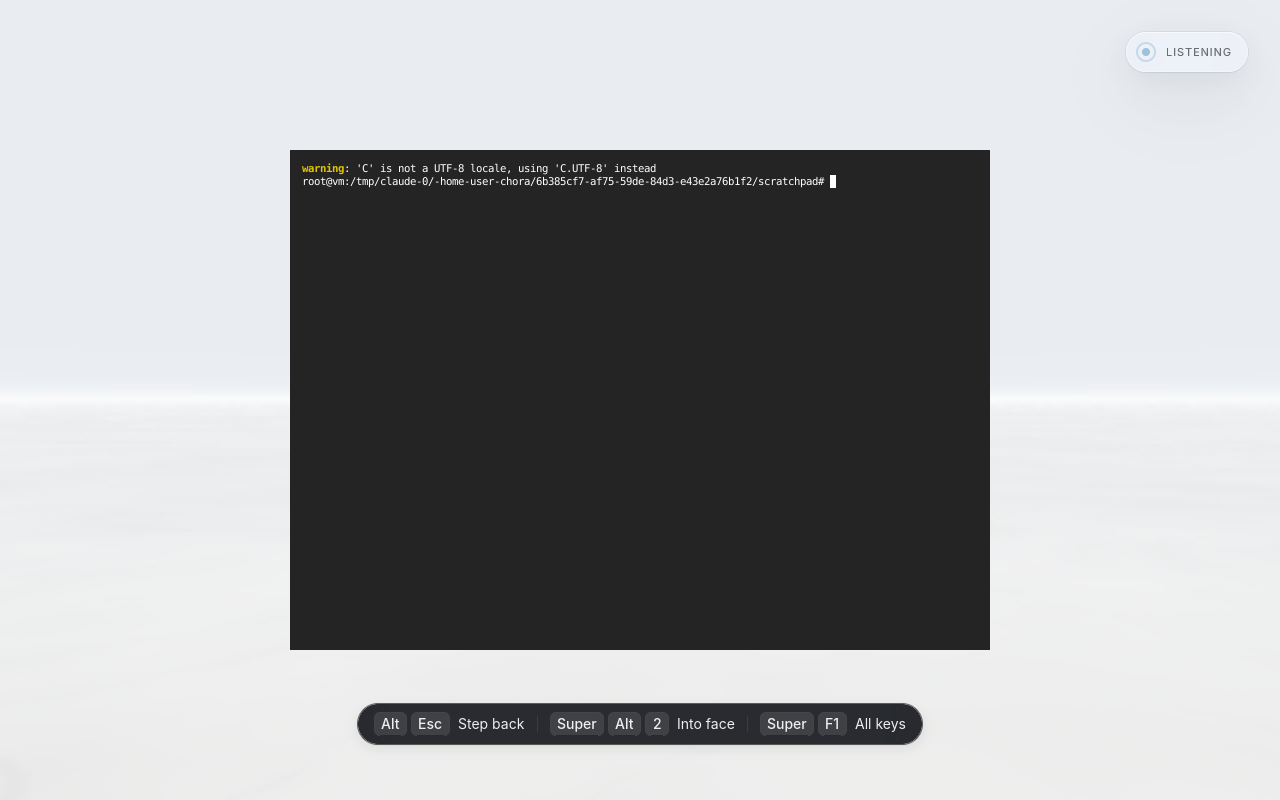 LISTENING
warning: 'C' is not a UTF-8 locale, using 'C.UTF-8' instead
root@vm:/tmp/claude-0/-home-user-chora/6b385cf7-af75-59de-84d3-e43e2a76b1f2/scratchpad#
Alt Esc Step back Super Alt 2 Into face Super F1 All keys